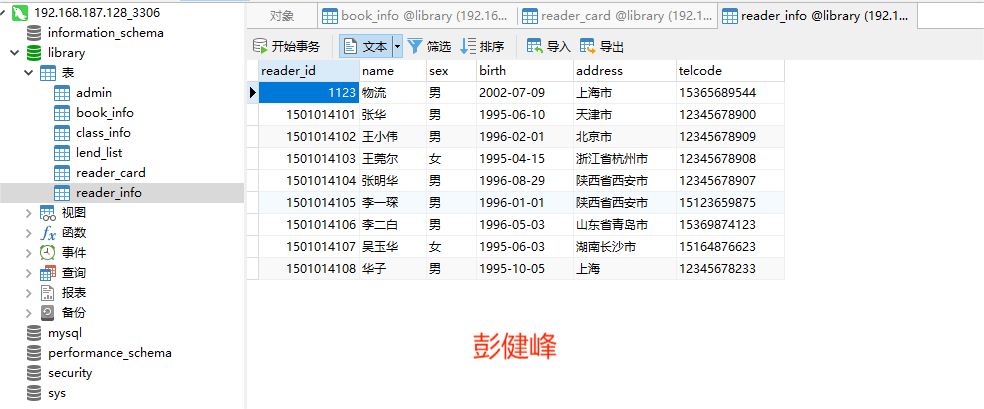 192.168.187.128_3306
information_schema
library
表
admin
book_info
class_info
lend_list
reader_card
reader_info
视图
fx 函数
事件
查询
报表
备份
mysql
performance_schema
security
sys
对象 book_info @library (192.16... reader_card @library (192.1... reader_info @library (192.1...
开始事务 文本 筛选 排序 导入 导出
reader_id name sex birth address telcode
1123 物流 男 2002-07-09 上海市 15365689544
1501014101 张华 男 1995-06-10 天津市 12345678900
1501014102 王小伟 男 1996-02-01 北京市 12345678909
1501014103 王莞尔 女 1995-04-15 浙江省杭州市 12345678908
1501014104 张明华 男 1996-08-29 陕西省西安市 12345678907
1501014105 李一琛 男 1996-01-01 陕西省西安市 15123659875
1501014106 李二白 男 1996-05-03 山东省青岛市 15369874123
1501014107 吴玉华 女 1995-06-03 湖南长沙市 15164876623
1501014108 华子 男 1995-10-05 上海 12345678233
彭健峰